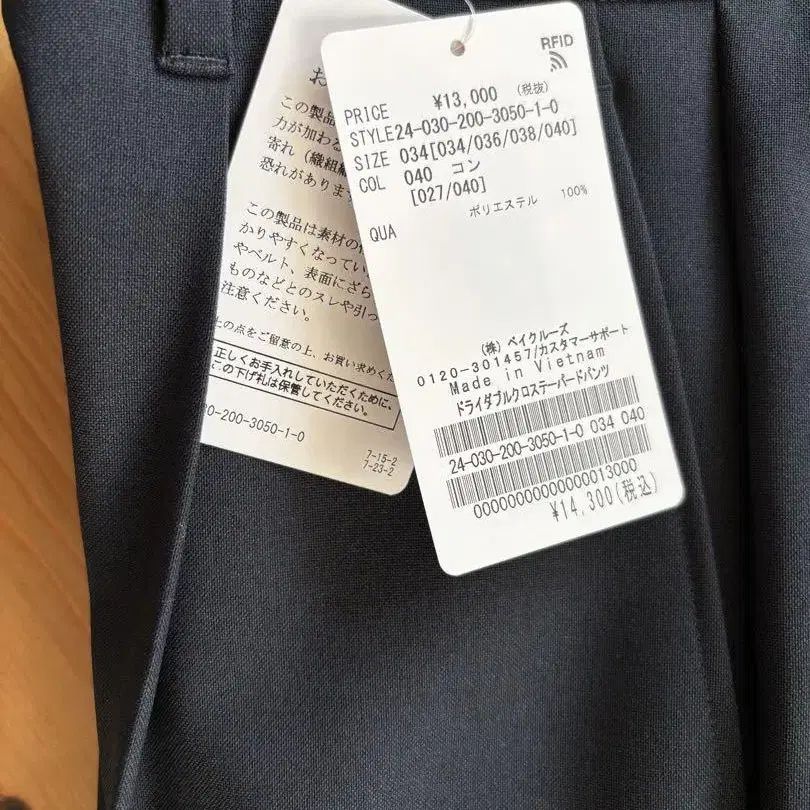 RFID
PRICE ¥13,000 (税抜)
STYLE 24-030-200-3050-1-0
SIZE 034[034/036/038/040]
COL 040 コン
[027/040]
ポリエステル 100%
QUA
(株) ベイクルーズ
0120-301457/カスタマーサポート
Made in Vietnam
ドライダブルクロステーパードパンツ
24-030-200-3050-1-0 034 040
0000000000000013000
¥14,300(税込)
お
この製品
力が加わる
寄れ(織組織
恐れがあります
この製品は素材の
かりやすくなってい
やベルト、表面にざら
ものなどとのスレや引っ
注意ください。
上の点をご留意の上、お買い求めくだ
正しくお手入れしていただくために、
この下げ札は保管してください。
30-200-3050-1-0
7-15-2
7-23-2